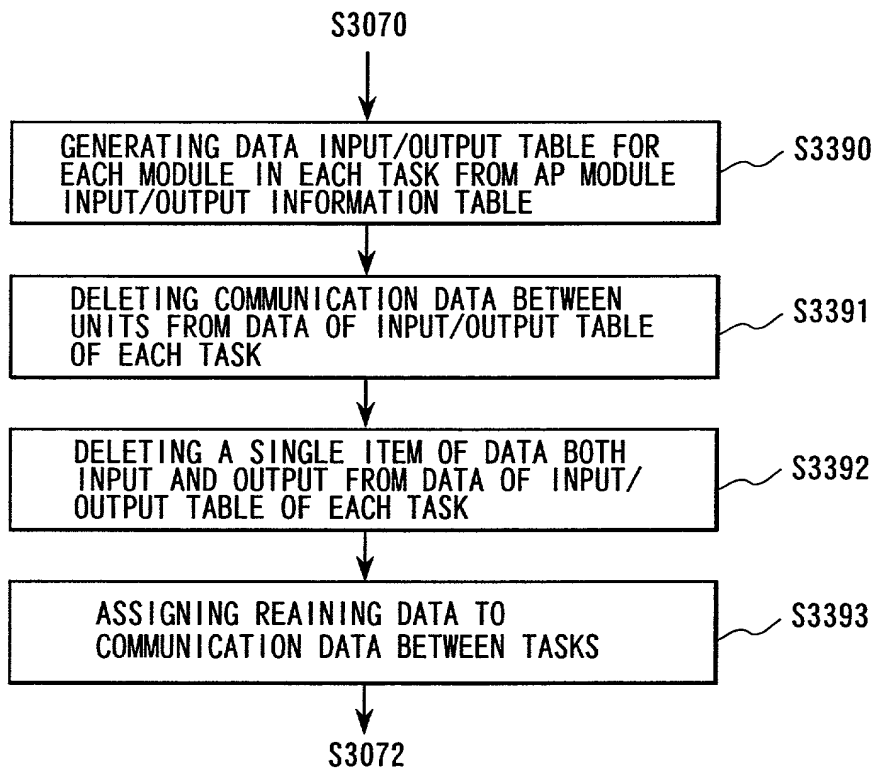 S3070
GENERATING DATA INPUT/OUTPUT TABLE FOR
EACH MODULE IN EACH TASK FROM AP MODULE
INPUT/OUTPUT INFORMATION TABLE
S3390
DELETING COMMUNICATION DATA BETWEEN
UNITS FROM DATA OF INPUT/OUTPUT TABLE
OF EACH TASK
S3391
DELETING A SINGLE ITEM OF DATA BOTH
INPUT AND OUTPUT FROM DATA OF INPUT/
OUTPUT TABLE OF EACH TASK
S3392
ASSIGNING REAINING DATA TO
COMMUNICATION DATA BETWEEN TASKS
S3393
S3072